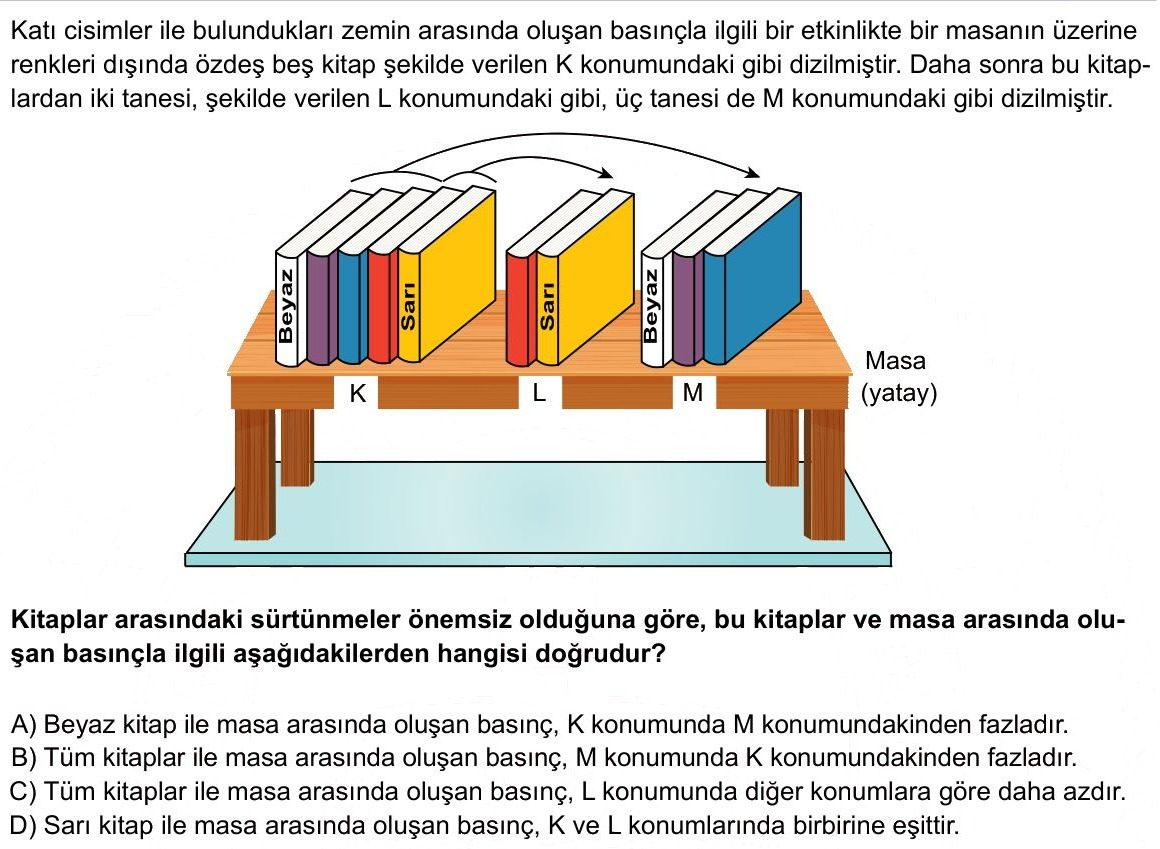 Katı cisimler ile bulundukları zemin arasında oluşan basınçla ilgili bir etkinlikte bir masanın üzerine
renkleri dışında özdeş beş kitap şekilde verilen K konumundaki gibi dizilmiştir. Daha sonra bu kitap-
lardan iki tanesi, şekilde verilen L konumundaki gibi, üç tanesi de M konumundaki gibi dizilmiştir.
Beyaz
Sarı
Sarı
Beyaz
K
L
M
Masa
(yatay)
Kitaplar arasındaki sürtünmeler önemsiz olduğuna göre, bu kitaplar ve masa arasında olu-
şan basınçla ilgili aşağıdakilerden hangisi doğrudur?
A) Beyaz kitap ile masa arasında oluşan basınç, K konumunda M konumundakinden fazladır.
B) Tüm kitaplar ile masa arasında oluşan basınç, M konumunda K konumundakinden fazladır.
C) Tüm kitaplar ile masa arasında oluşan basınç, L konumunda diğer konumlara göre daha azdır.
D) Sarı kitap ile masa arasında oluşan basınç, K ve L konumlarında birbirine eşittir.